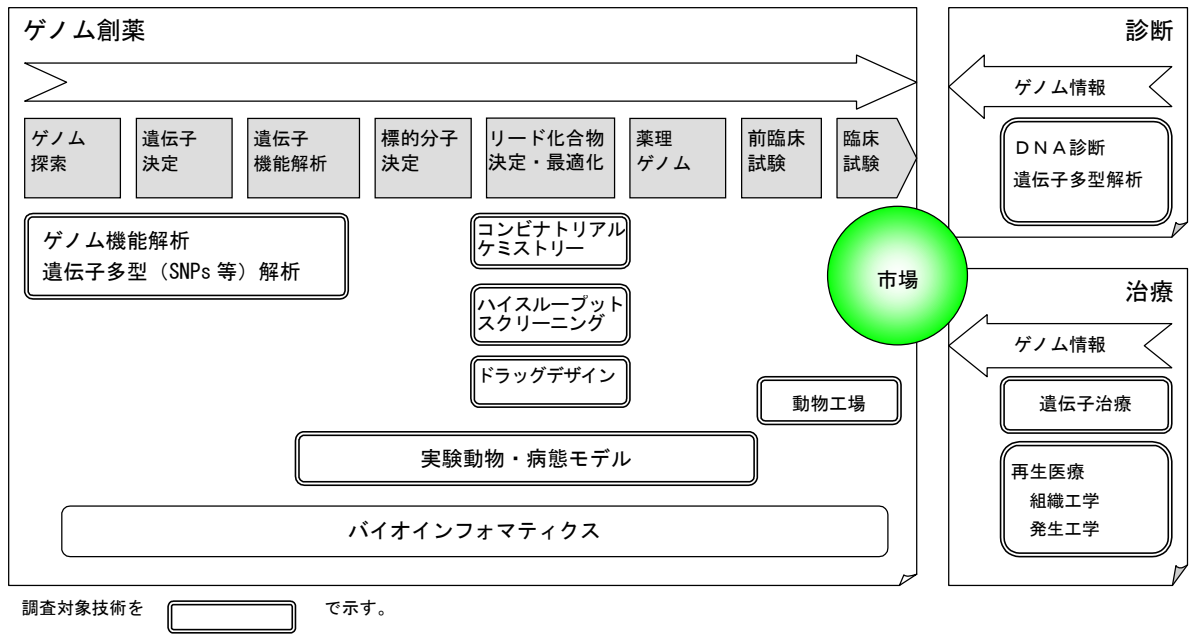 ゲノム創薬
ゲノム
探索
遺伝子
決定
遺伝子
機能解析
標的分子
決定
リード化合物
決定・最適化
薬理
ゲノム
前臨床
試験
臨床
試験
ゲノム機能解析
遺伝子多型（SNPs 等）解析
コンビナトリアル
ケミストリー
ハイスループット
スクリーニング
ドラッグデザイン
動物工場
実験動物・病態モデル
バイオインフォマティクス
市場
診断
ゲノム情報
ＤＮＡ診断
遺伝子多型解析
治療
ゲノム情報
遺伝子治療
再生医療
組織工学
発生工学
調査対象技術を で示す。